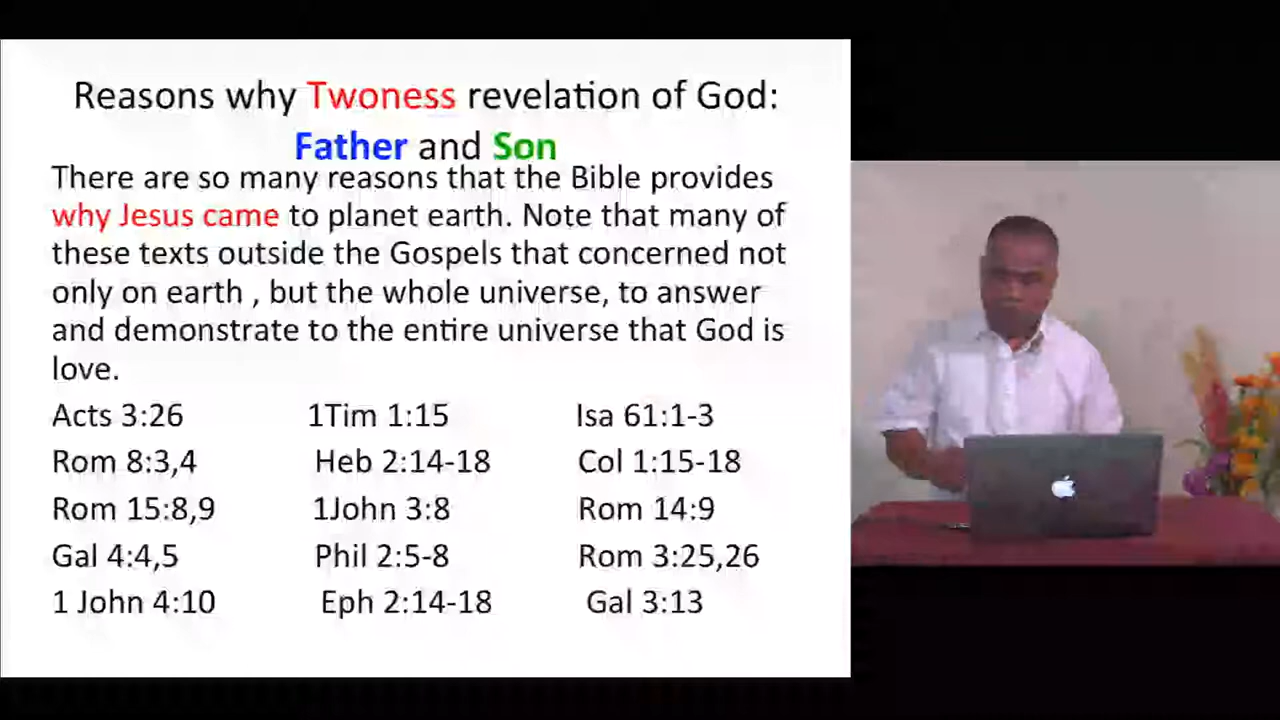 Reasons why Twoness revelation of God:
Father and Son
There are so many reasons that the Bible provides
why Jesus came to planet earth. Note that many of
these texts outside the Gospels that concerned not
only on earth , but the whole universe, to answer
and demonstrate to the entire universe that God is
love.
Acts 3:26 1Tim 1:15 Isa 61:1-3
Rom 8:3,4 Heb 2:14-18 Col 1:15-18
Rom 15:8,9 1John 3:8 Rom 14:9
Gal 4:4,5 Phil 2:5-8 Rom 3:25,26
1 John 4:10 Eph 2:14-18 Gal 3:13